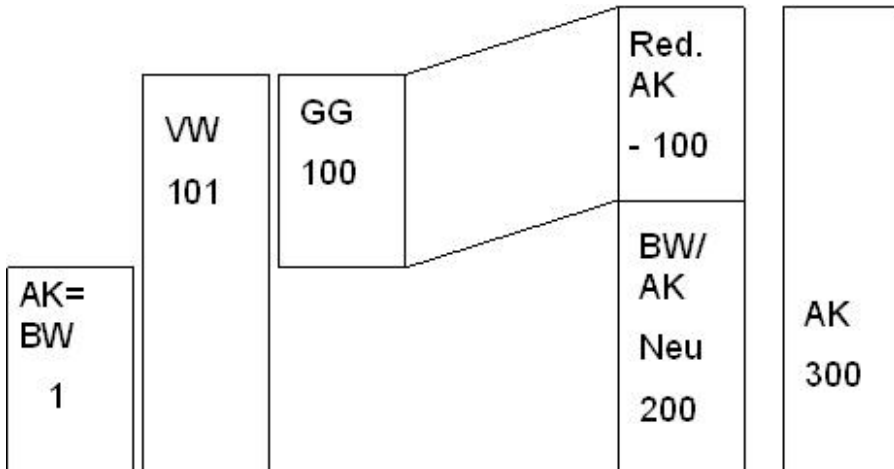 AK=
BW
1
VW
101
GG
100
Red.
AK
- 100
BW/
AK
Neu
200
AK
300